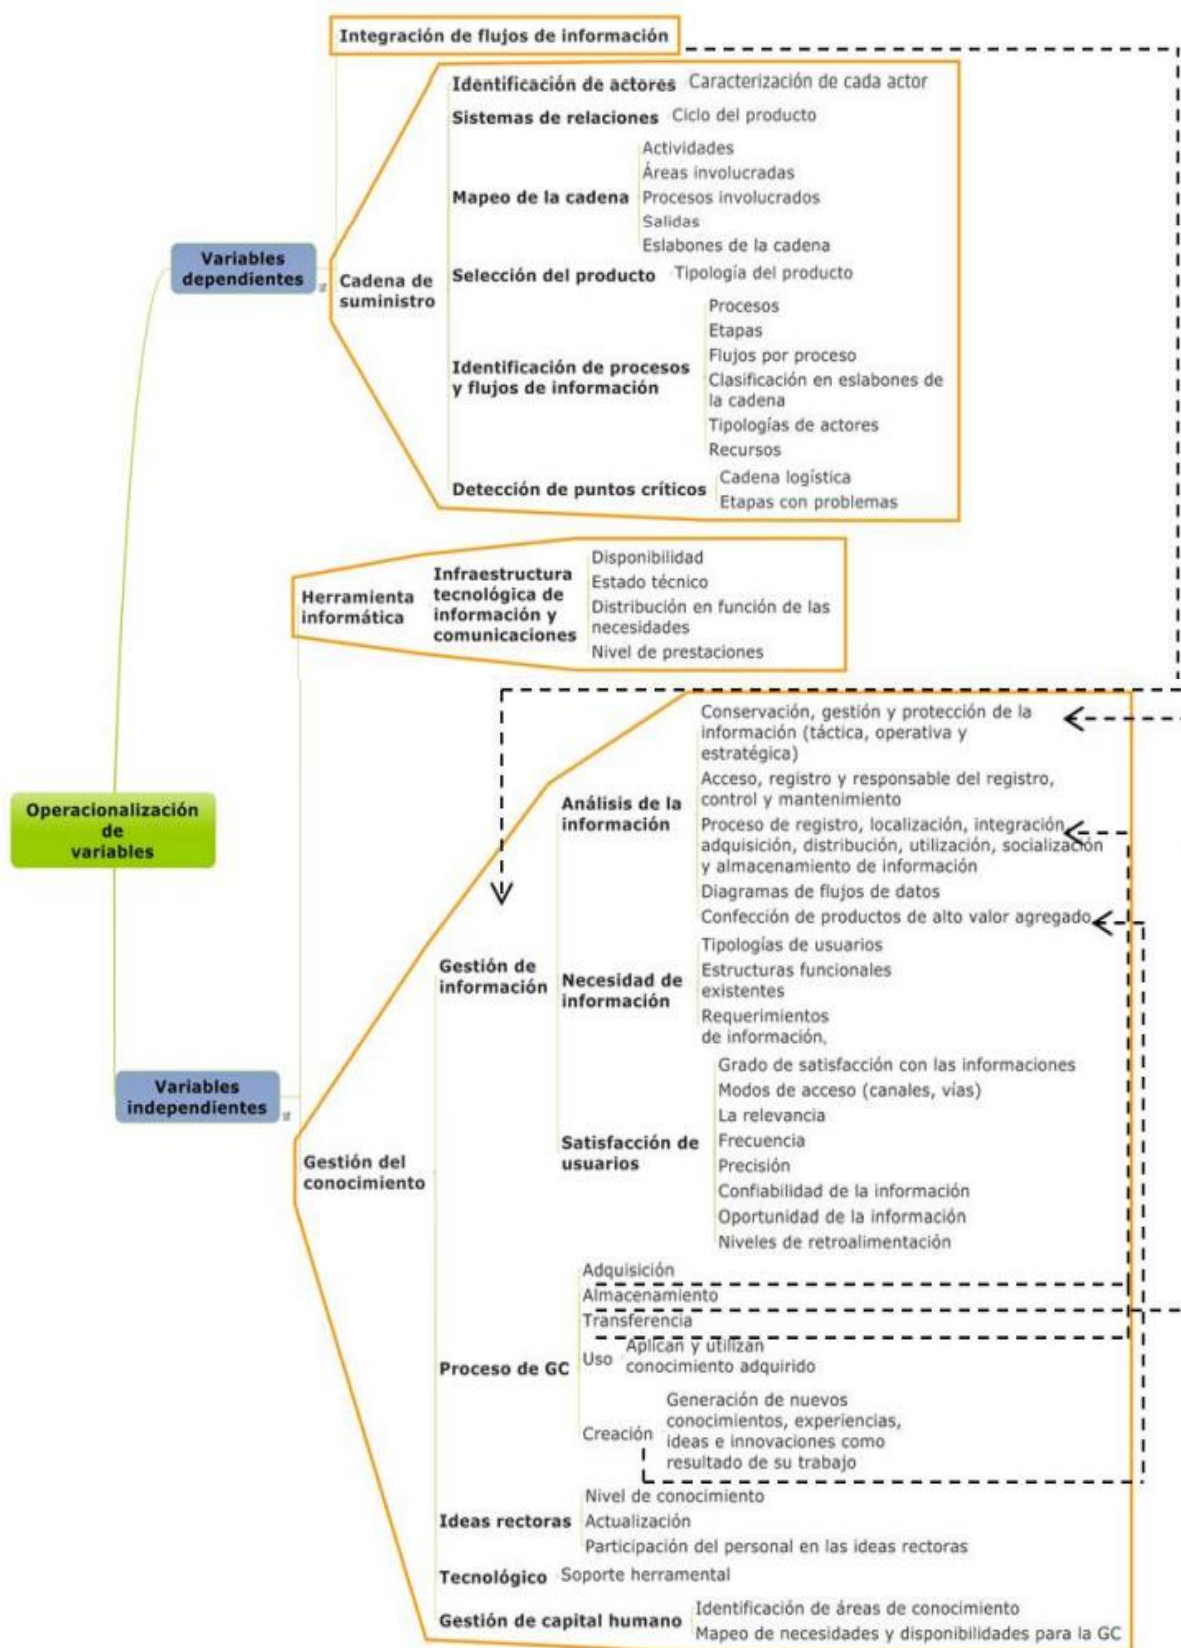 Integración de flujos de información
Identificación de actores
Caracterización de cada actor
Sistemas de relaciones
Ciclo del producto
Mapeo de la cadena
Actividades
Áreas involucradas
Procesos involucrados
Salidas
Eslabones de la cadena
Variables
dependientes
Cadena de
suministro
Selección del producto
Tipología del producto
Identificación de procesos
y flujos de información
Procesos
Etapas
Flujos por proceso
Clasificación en eslabones de
la cadena
Tipologías de actores
Recursos
Detección de puntos críticos
Cadena logística
Etapas con problemas
Herramienta
informática
Infraestructura
tecnológica de
información y
comunicaciones
Disponibilidad
Estado técnico
Distribución en función de las
necesidades
Nivel de prestaciones
Operacionalización
de
variables
Variables
independientes
Gestión del
conocimiento
Gestión de
información
Análisis de la
información
Conservación, gestión y protección de la
información (táctica, operativa y
estratégica)
Acceso, registro y responsable del registro,
control y mantenimiento
Proceso de registro, localización, integración,
adquisición, distribución, utilización, socialización
y almacenamiento de información
Diagramas de flujos de datos
Confección de productos de alto valor agregado
Necesidad de
información
Tipologías de usuarios
Estructuras funcionales
existentes
Requerimientos
de información,
Satisfacción de
usuarios
Grado de satisfacción con las informaciones
Modos de acceso (canales, vías)
La relevancia
Frecuencia
Precisión
Confiabilidad de la información
Oportunidad de la información
Niveles de retroalimentación
Proceso de GC
Adquisición
Almacenamiento
Transferencia
Uso
Aplican y utilizan
conocimiento adquirido
Creación
Generación de nuevos
conocimientos, experiencias,
ideas e innovaciones como
resultado de su trabajo
Ideas rectoras
Nivel de conocimiento
Actualización
Participación del personal en las ideas rectoras
Tecnológico
Soporte herramental
Gestión de capital humano
Identificación de áreas de conocimiento
Mapeo de necesidades y disponibilidades para la GC